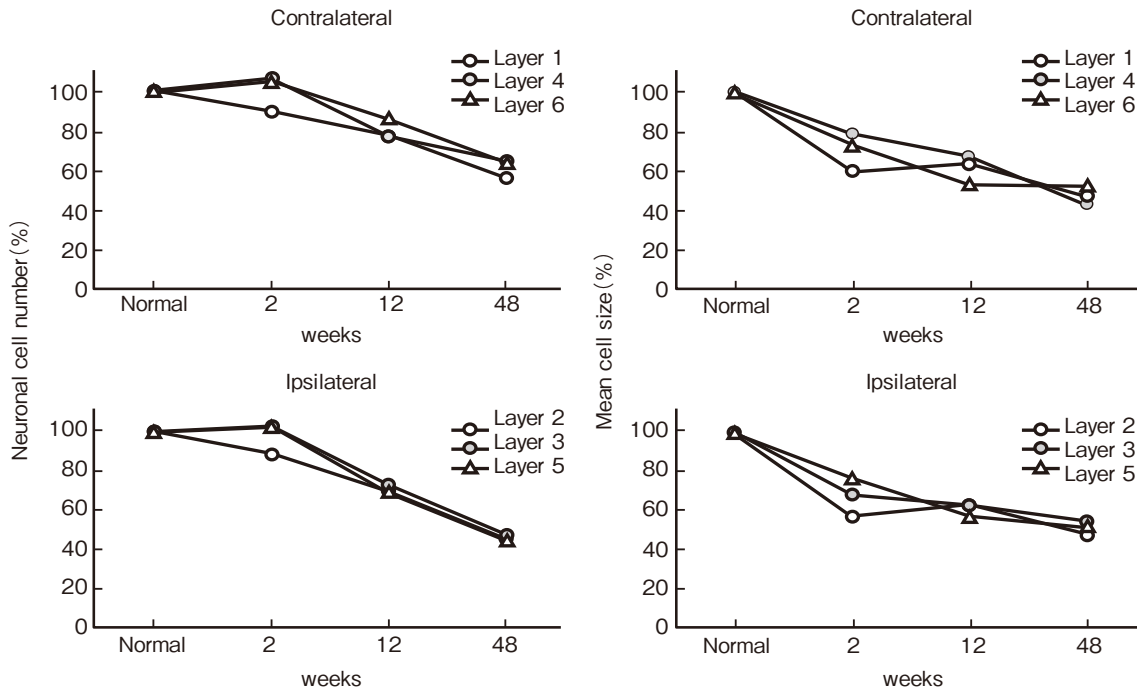 Contralateral
Layer 1
Layer 4
Layer 6
100
80
60
40
20
0
Normal 2 12 48
weeks
Ipsilateral
Layer 2
Layer 3
Layer 5
100
80
60
40
20
0
Normal 2 12 48
weeks
Neuronal cell number (%)
Contralateral
Layer 1
Layer 4
Layer 6
100
80
60
40
20
0
Normal 2 12 48
weeks
Ipsilateral
Layer 2
Layer 3
Layer 5
100
80
60
40
20
0
Normal 2 12 48
weeks
Mean cell size (%)